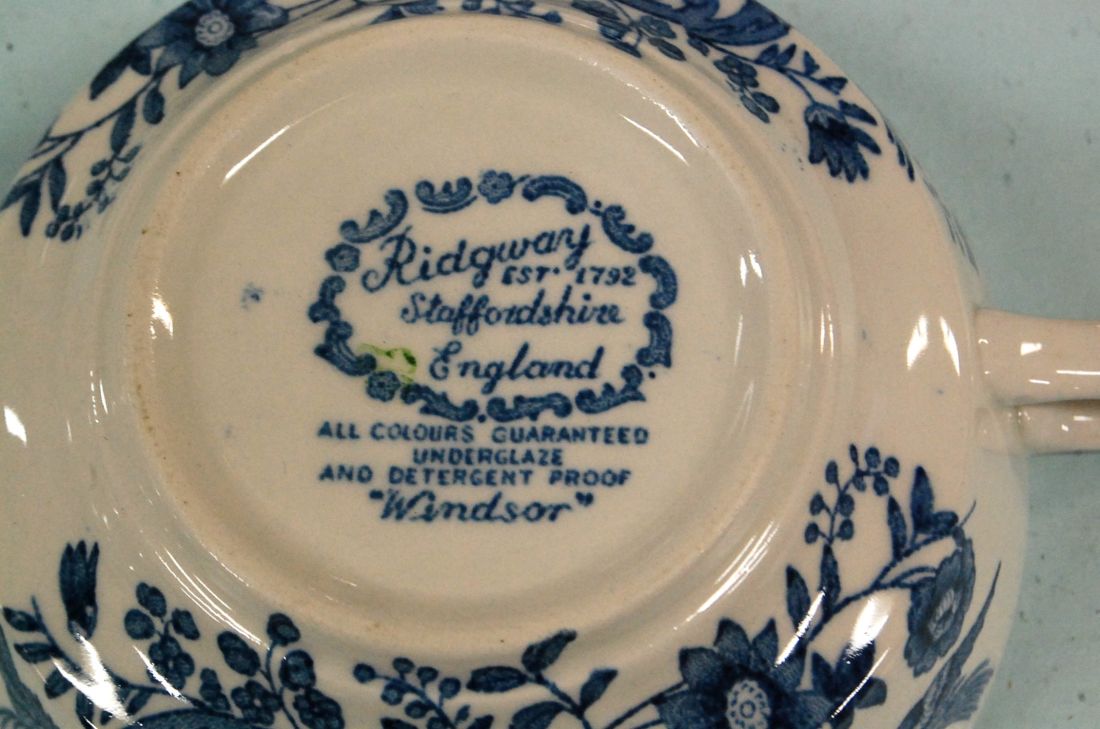 Ridgway
EST. 1792
Staffordshire
England
ALL COLOURS GUARANTEED
UNDERGLAZE
AND DETERGENT PROOF
"Windsor"